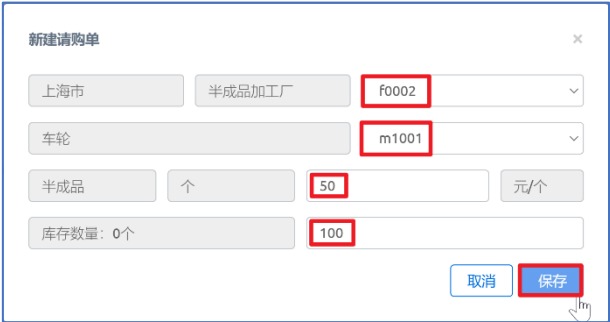 新建请购单 ×
上海市 半成品加工厂 f0002
车轮 m1001
半成品 个 50 元/个
库存数量：0个 100
取消 保存